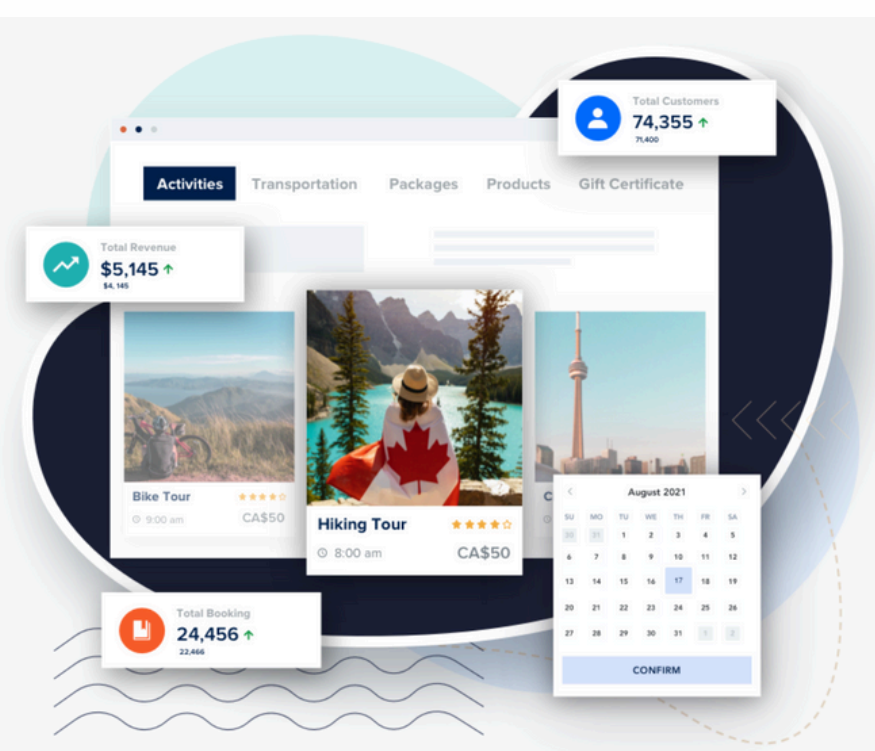 Total Customers
74,355
71,400
Activities
Transportation
Packages
Products
Gift Certificate
Total Revenue
$5,145
$4, 145
Bike Tour
9:00 am
CA$50
Hiking Tour
8:00 am
CA$50
C
August 2021
SU MO TU WE TH FR SA
30 31 1 2 3 4 5
6 7 8 9 10 11 12
13 14 15 16 17 18 19
20 21 22 23 24 25 26
27 28 29 30 31 1 2
CONFIRM
Total Booking
24,456
22,466